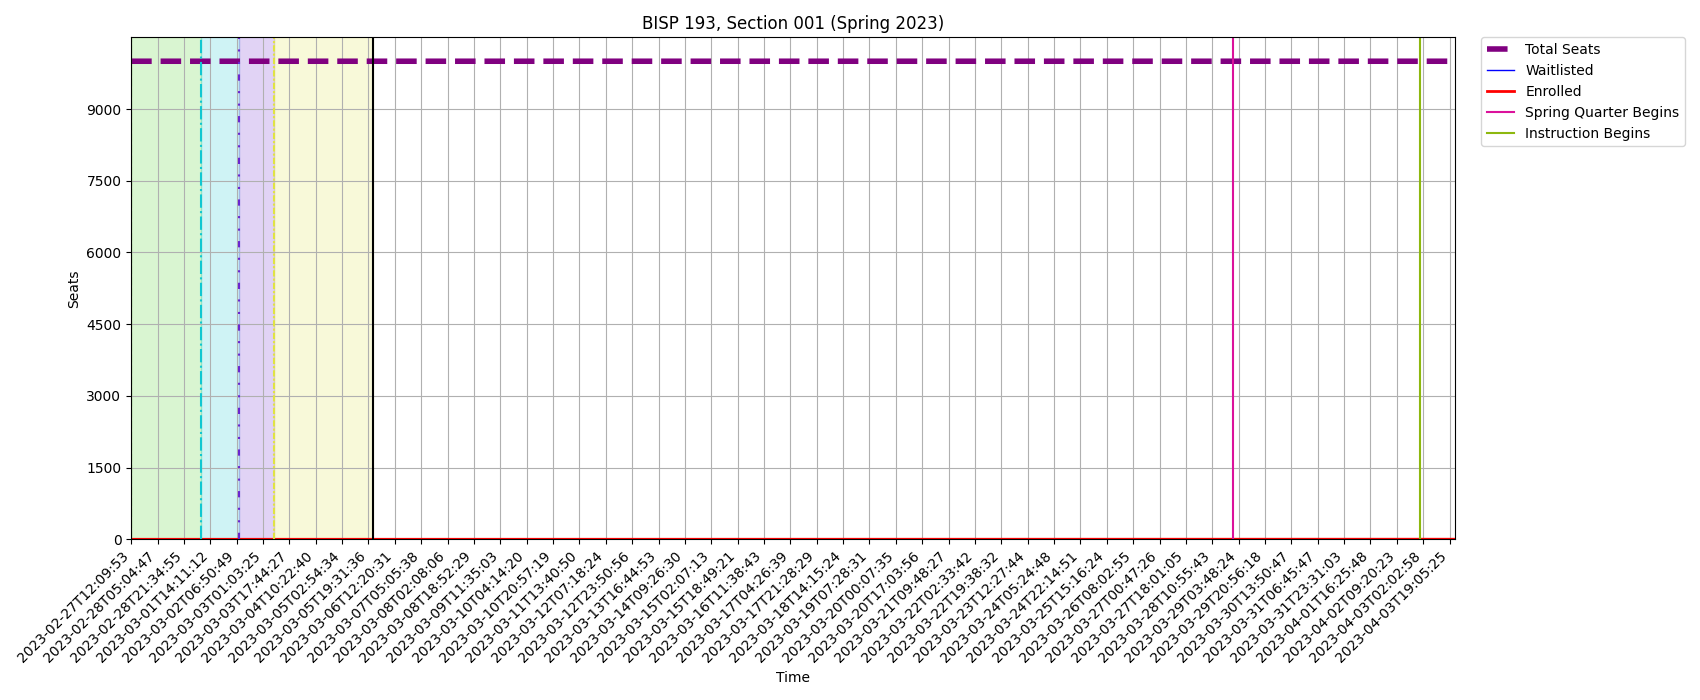 BISP 193, Section 001 (Spring 2023)
Total Seats
Waitlisted
Enrolled
Spring Quarter Begins
Instruction Begins
Seats
9000
7500
6000
4500
3000
1500
0
2023-02-27T12:09:53
2023-02-28T05:04:47
2023-02-28T21:34:55
2023-03-01T14:11:12
2023-03-02T06:50:49
2023-03-03T01:03:25
2023-03-03T17:44:27
2023-03-04T10:22:40
2023-03-05T02:54:34
2023-03-05T19:31:36
2023-03-06T12:20:31
2023-03-07T05:05:38
2023-03-08T02:08:06
2023-03-08T18:52:29
2023-03-09T11:35:03
2023-03-10T04:14:20
2023-03-10T20:57:19
2023-03-11T13:40:50
2023-03-12T07:18:24
2023-03-12T23:50:56
2023-03-13T16:44:53
2023-03-14T09:26:30
2023-03-15T02:07:13
2023-03-15T18:49:21
2023-03-16T11:38:43
2023-03-17T04:26:39
2023-03-17T21:28:29
2023-03-18T14:15:24
2023-03-19T07:28:31
2023-03-20T00:07:35
2023-03-20T17:03:56
2023-03-21T09:48:27
2023-03-22T02:33:42
2023-03-22T19:38:32
2023-03-23T12:27:44
2023-03-24T05:24:48
2023-03-24T22:14:51
2023-03-25T15:16:24
2023-03-26T08:02:55
2023-03-27T00:47:26
2023-03-27T18:01:05
2023-03-28T10:55:43
2023-03-29T03:48:24
2023-03-29T20:56:18
2023-03-30T13:50:47
2023-03-31T06:45:47
2023-03-31T23:31:03
2023-04-01T16:25:48
2023-04-02T09:20:23
2023-04-03T02:02:58
2023-04-03T19:05:25
Time